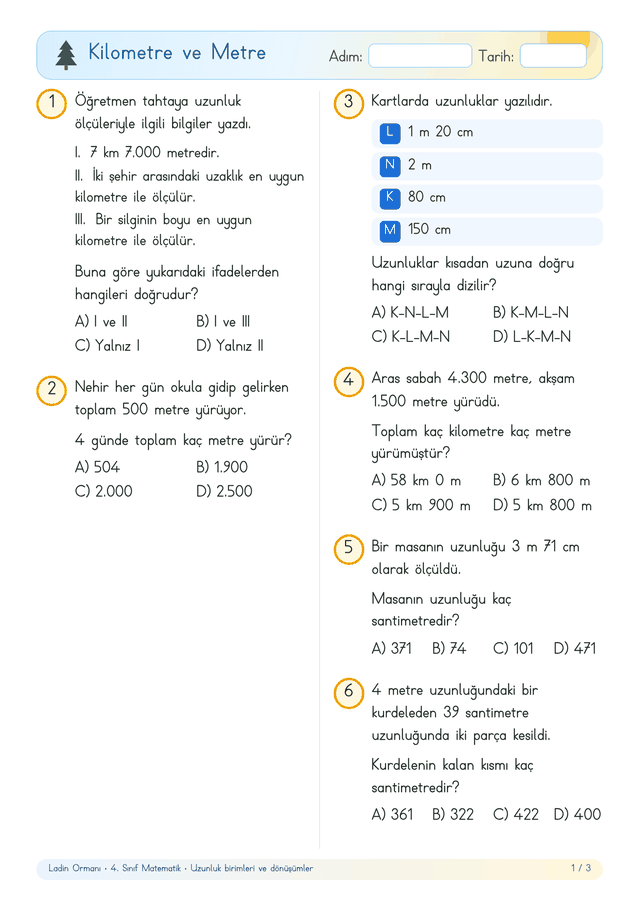 Kilometre ve Metre
Adım:
Tarih:
1
Öğretmen tahtaya uzunluk
ölçüleriyle ilgili bilgiler yazdı.
I. 7 km 7.000 metredir.
II. İki şehir arasındaki uzaklık en uygun
kilometre ile ölçülür.
III. Bir silginin boyu en uygun
kilometre ile ölçülür.
Buna göre yukarıdaki ifadelerden
hangileri doğrudur?
A) I ve II B) I ve III
C) Yalnız I D) Yalnız II
2
Nehir her gün okula gidip gelirken
toplam 500 metre yürüyor.
4 günde toplam kaç metre yürür?
A) 504 B) 1.900
C) 2.000 D) 2.500
3
Kartlarda uzunluklar yazılıdır.
L 1 m 20 cm
N 2 m
K 80 cm
M 150 cm
Uzunluklar kısadan uzuna doğru
hangi sırayla dizilir?
A) K-N-L-M B) K-M-L-N
C) K-L-M-N D) L-K-M-N
4
Aras sabah 4.300 metre, akşam
1.500 metre yürüdü.
Toplam kaç kilometre kaç metre
yürümüştür?
A) 58 km 0 m B) 6 km 800 m
C) 5 km 900 m D) 5 km 800 m
5
Bir masanın uzunluğu 3 m 71 cm
olarak ölçüldü.
Masanın uzunluğu kaç
santimetredir?
A) 371 B) 74 C) 101 D) 471
6
4 metre uzunluğundaki bir
kurdeleden 39 santimetre
uzunluğunda iki parça kesildi.
Kurdelenin kalan kısmı kaç
santimetredir?
A) 361 B) 322 C) 422 D) 400
Ladin Ormanı • 4. Sınıf Matematik • Uzunluk birimleri ve dönüşümler
1 / 3